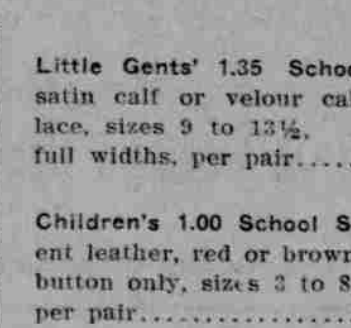 Little Gents' 1.35 Schoo
satin calf or velour ca
lace, sizes 9 to 13½,
full widths, per pair.....
Children's 1.00 School S
ent leather, red or brown
button only, sizes 3 to 8
per pair..................